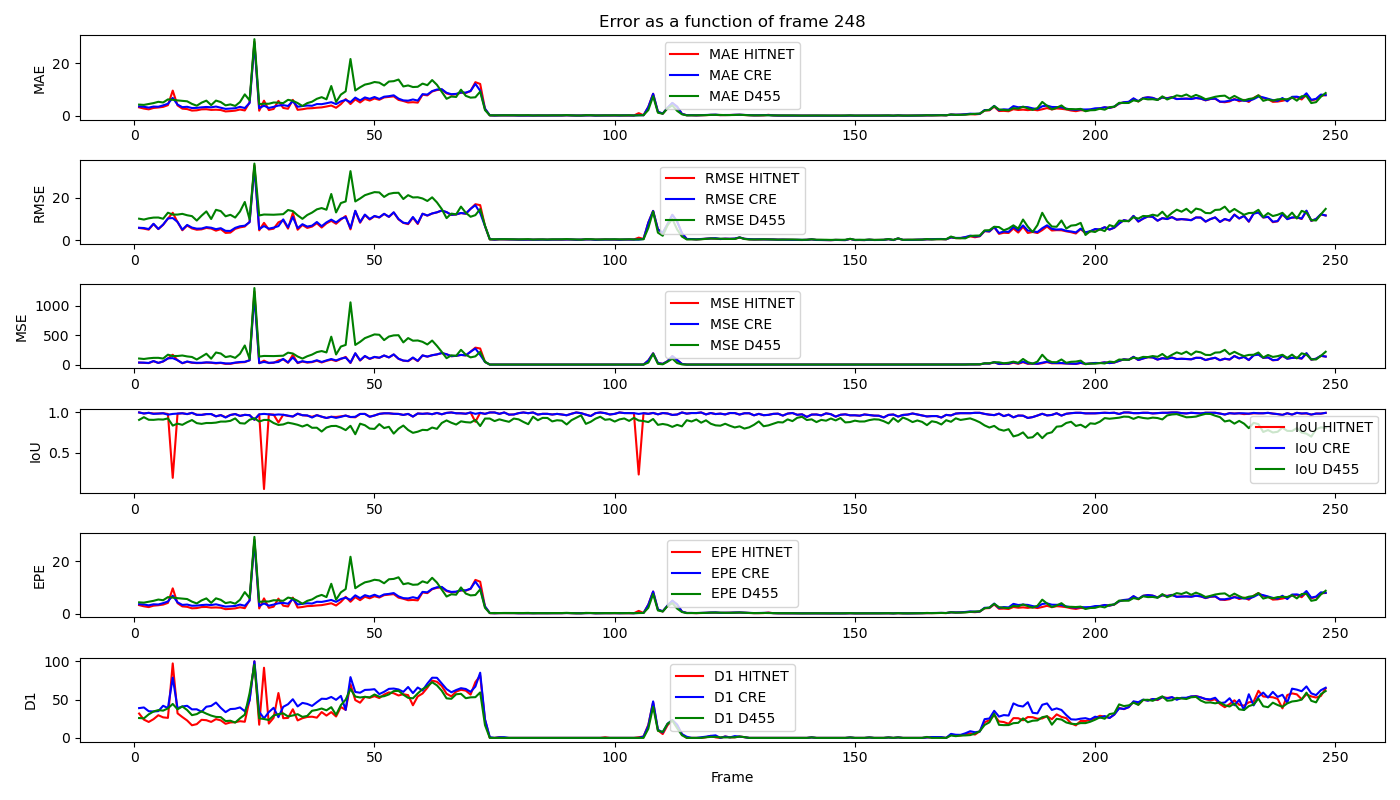 Error as a function of frame 248
MAE
20
0
MAE HITNET
MAE CRE
MAE D455
0 50 100 150 200 250
RMSE
20
0
RMSE HITNET
RMSE CRE
RMSE D455
0 50 100 150 200 250
MSE
1000
500
0
MSE HITNET
MSE CRE
MSE D455
0 50 100 150 200 250
IoU
1.0
0.5
IoU HITNET
IoU CRE
IoU D455
0 50 100 150 200 250
EPE
20
0
EPE HITNET
EPE CRE
EPE D455
0 50 100 150 200 250
D1
100
50
0
D1 HITNET
D1 CRE
D1 D455
0 50 100 150 200 250
Frame